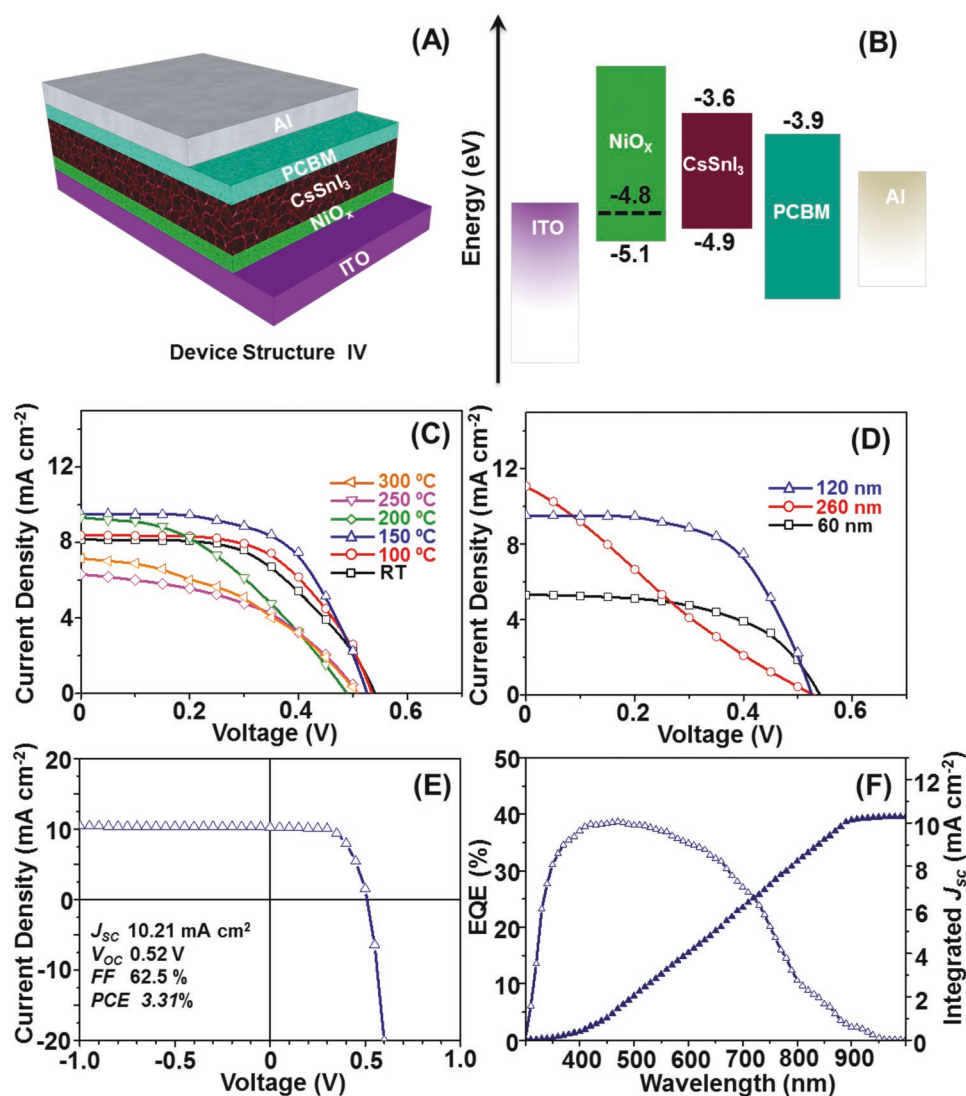 (A)
Al
PCBM
CsSnI₃
NiOₓ
ITO
Device Structure IV
(B)
Energy (eV)
ITO
NiOₓ
-4.8
-5.1
-3.6
CsSnI₃
-4.9
-3.9
PCBM
Al
(C)
Current Density (mA cm⁻²)
12
8
4
0
0.0
0.2
0.4
0.6
Voltage (V)
300 ºC
250 ºC
200 ºC
150 ºC
100 ºC
RT
(D)
Current Density (mA cm⁻²)
12
8
4
0
0.0
0.2
0.4
0.6
Voltage (V)
120 nm
260 nm
60 nm
(E)
Current Density (mA cm⁻²)
20
10
0
-10
-20
-1.0
-0.5
0
0.5
1.0
Voltage (V)
J_SC 10.21 mA cm²
V_OC 0.52 V
FF 62.5 %
PCE 3.31%
(F)
EQE (%)
50
40
30
20
10
0
400 500 600 700 800 900
Wavelength (nm)
12
10
8
6
4
2
0
Integrated J_SC (mA cm⁻²)